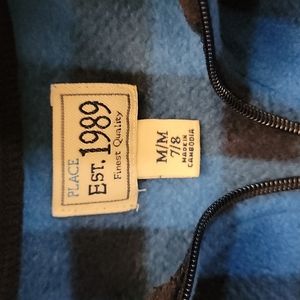 PLACE
EST. 1989
Finest Quality
M/M
7/8
MADE IN
CAMBODIA